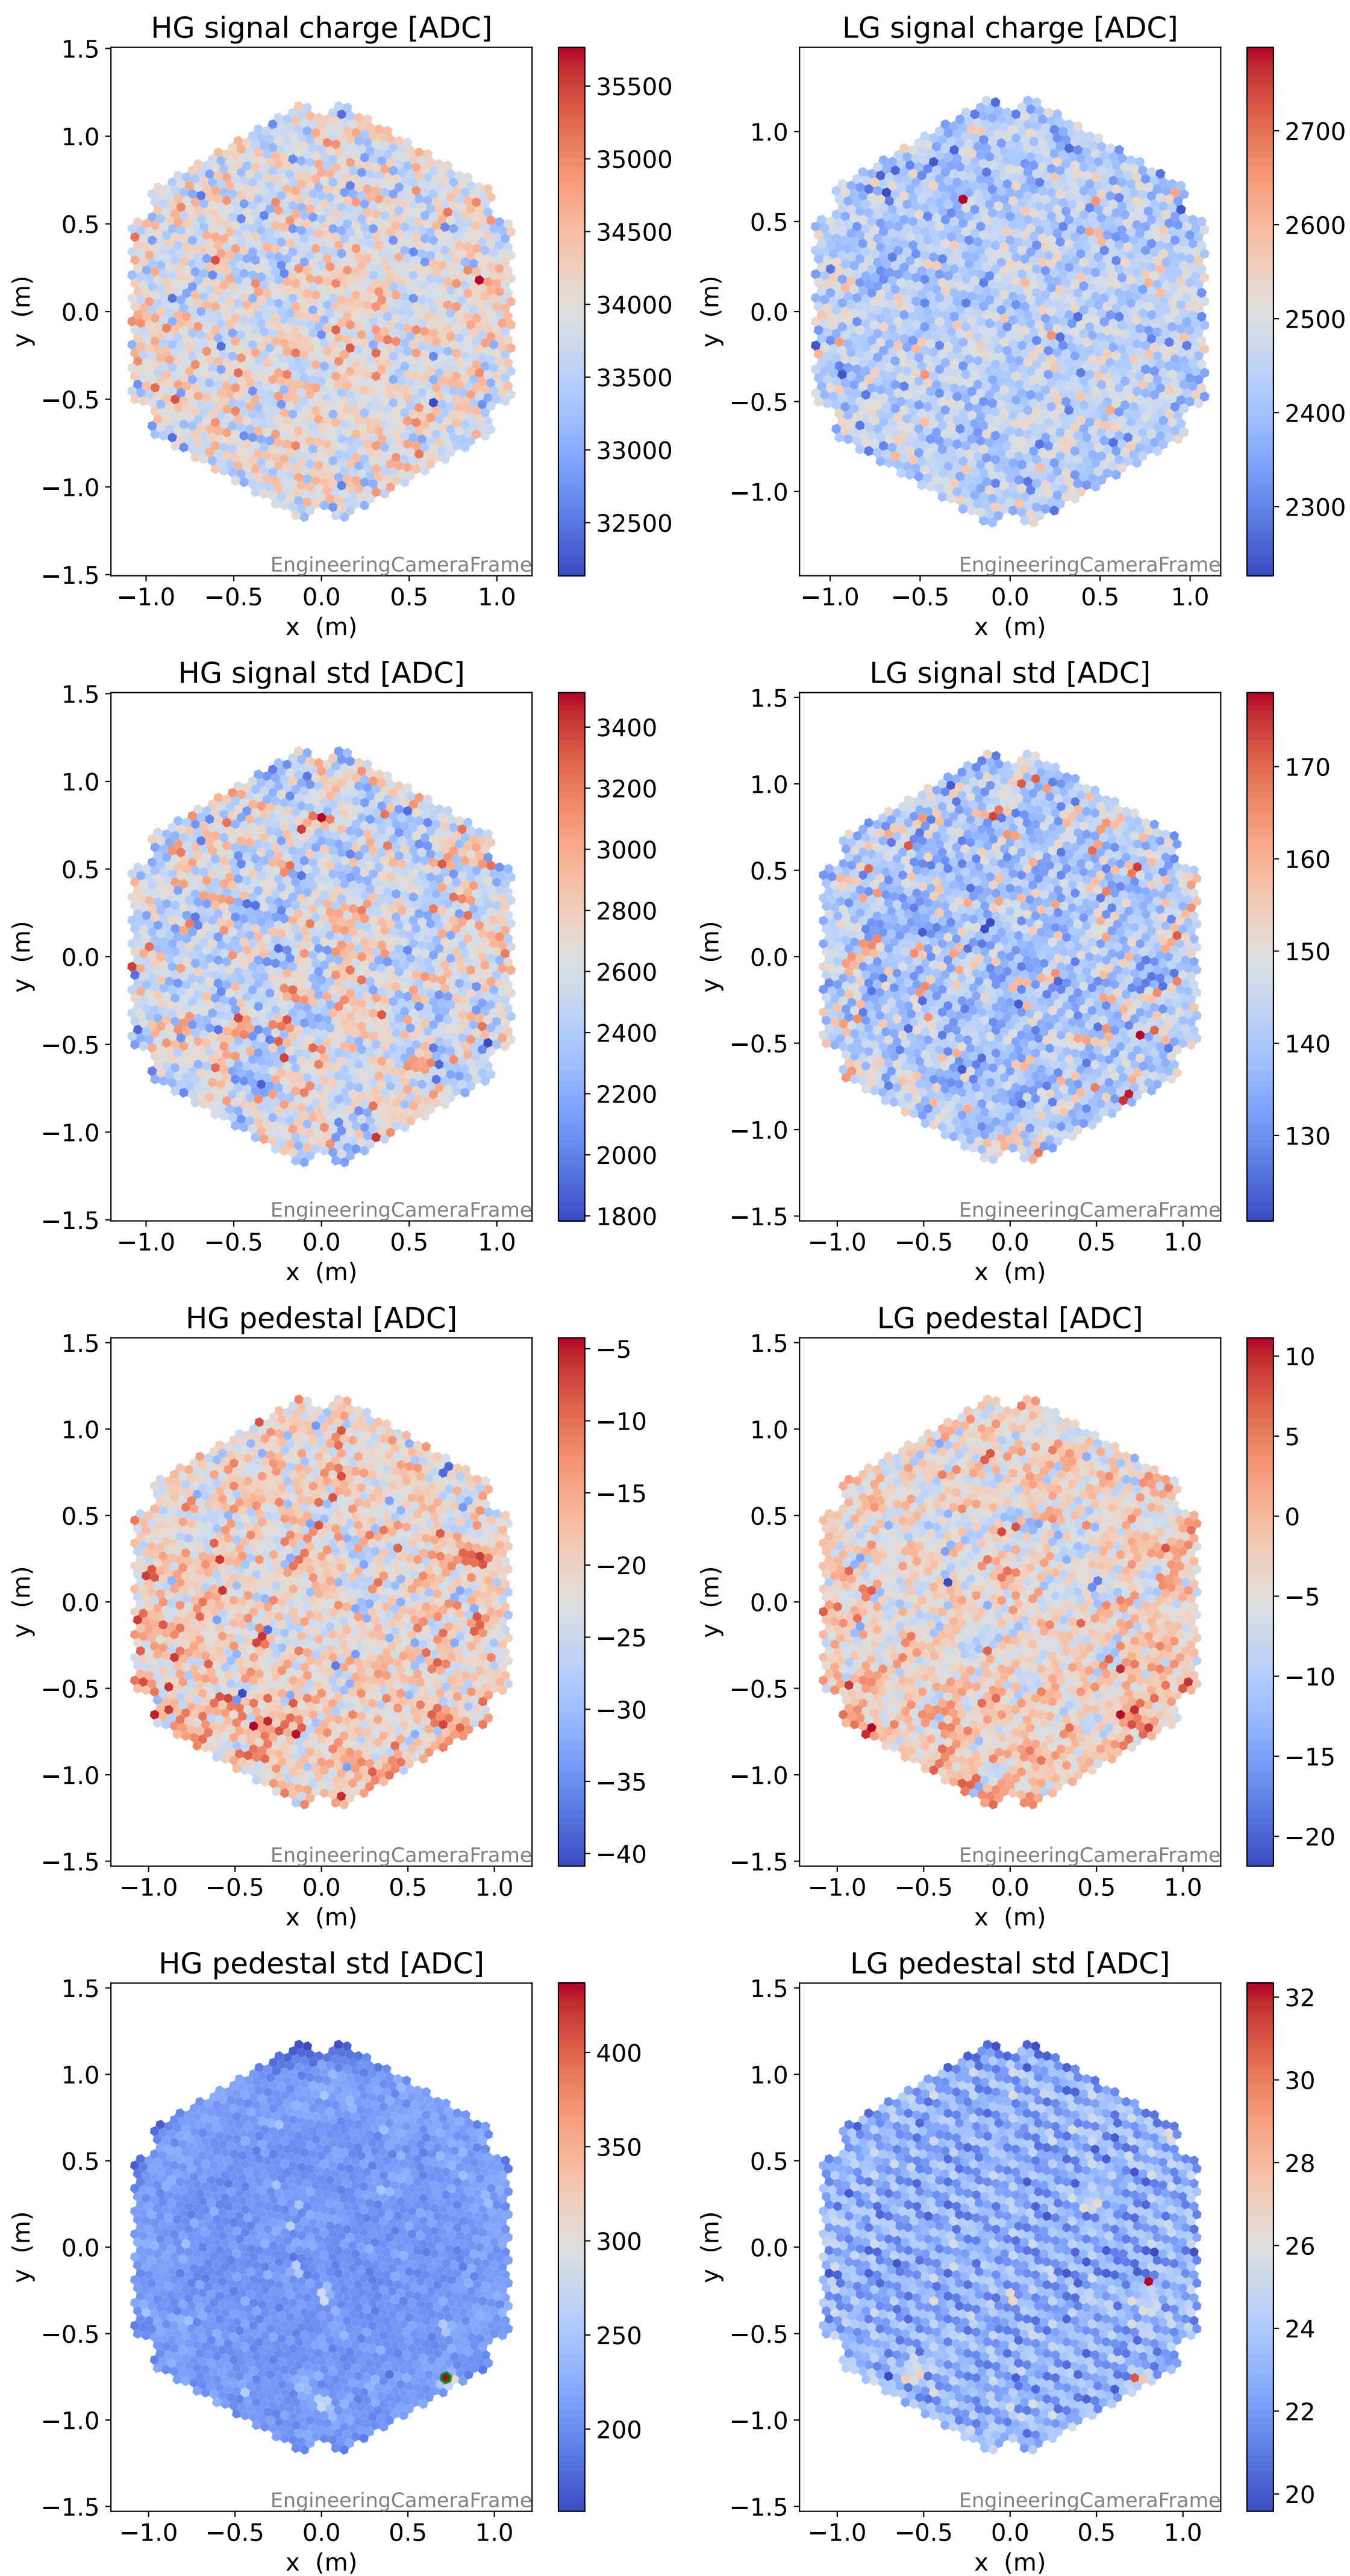 HG signal charge [ADC]
1.5
1.0
0.5
0.0
−0.5
−1.0
−1.5
y (m)
−1.0 −0.5 0.0 0.5 1.0
x (m)
EngineeringCameraFrame
35500
35000
34500
34000
33500
33000
32500
LG signal charge [ADC]
1.0
0.5
0.0
−0.5
−1.0
y (m)
−1.0 −0.5 0.0 0.5 1.0
x (m)
EngineeringCameraFrame
2700
2600
2500
2400
2300
HG signal std [ADC]
1.5
1.0
0.5
0.0
−0.5
−1.0
−1.5
y (m)
−1.0 −0.5 0.0 0.5 1.0
x (m)
EngineeringCameraFrame
3400
3200
3000
2800
2600
2400
2200
2000
1800
LG signal std [ADC]
1.5
1.0
0.5
0.0
−0.5
−1.0
−1.5
y (m)
−1.0 −0.5 0.0 0.5 1.0
x (m)
EngineeringCameraFrame
170
160
150
140
130
HG pedestal [ADC]
1.5
1.0
0.5
0.0
−0.5
−1.0
−1.5
y (m)
−1.0 −0.5 0.0 0.5 1.0
x (m)
EngineeringCameraFrame
−5
−10
−15
−20
−25
−30
−35
−40
LG pedestal [ADC]
1.5
1.0
0.5
0.0
−0.5
−1.0
−1.5
y (m)
−1.0 −0.5 0.0 0.5 1.0
x (m)
EngineeringCameraFrame
10
5
0
−5
−10
−15
−20
HG pedestal std [ADC]
1.5
1.0
0.5
0.0
−0.5
−1.0
−1.5
y (m)
−1.0 −0.5 0.0 0.5 1.0
x (m)
EngineeringCameraFrame
400
350
300
250
200
LG pedestal std [ADC]
1.5
1.0
0.5
0.0
−0.5
−1.0
−1.5
y (m)
−1.0 −0.5 0.0 0.5 1.0
x (m)
EngineeringCameraFrame
32
30
28
26
24
22
20